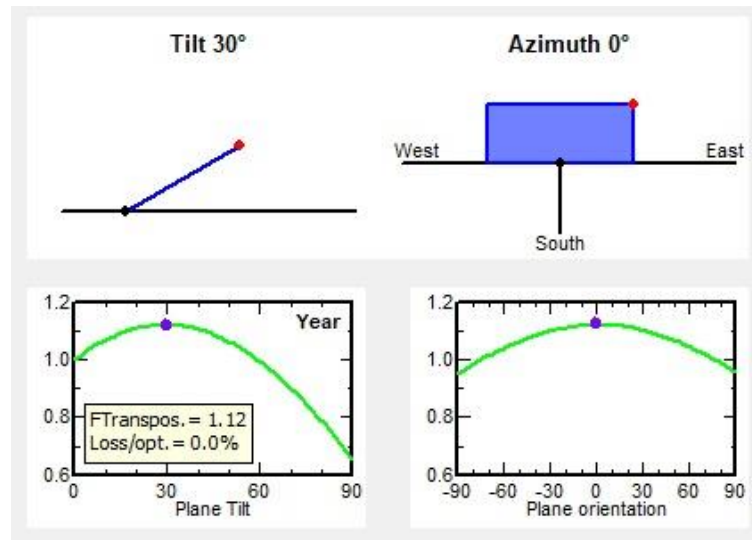 Tilt 30°
Azimuth 0°
West
East
South
1.2
1.0
0.8
0.6
Year
FTranspos. = 1.12
Loss/opt. = 0.0%
0 30 60 90
Plane Tilt
1.2
1.0
0.8
0.6
-90 -60 -30 0 30 60 90
Plane orientation